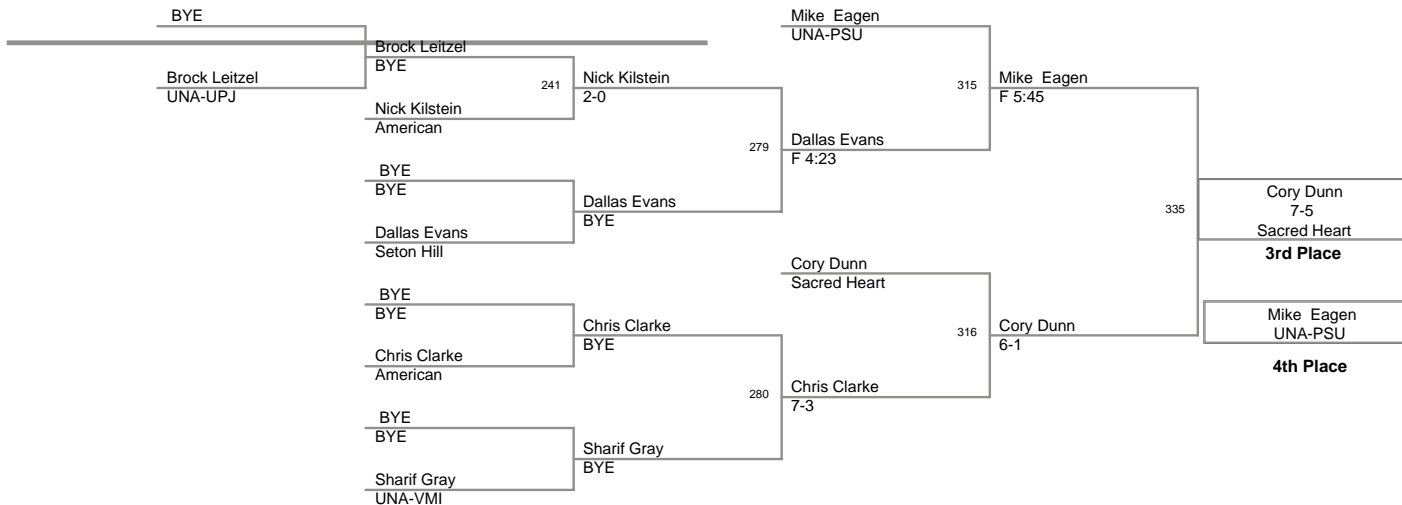 BYE
Brock Leitzel
UNA-UPJ
Brock Leitzel
BYE
Nick Kilstein
American
BYE
BYE
Dallas Evans
Seton Hill
BYE
BYE
Chris Clarke
American
BYE
BYE
Sharif Gray
UNA-VMI
241
Nick Kilstein
2-0
Dallas Evans
BYE
Chris Clarke
BYE
Sharif Gray
BYE
279
280
Mike Eagen
UNA-PSU
Dallas Evans
F 4:23
Cory Dunn
Sacred Heart
Chris Clarke
7-3
315
316
Mike Eagen
F 5:45
Cory Dunn
6-1
335
Cory Dunn
7-5
Sacred Heart
3rd Place
Mike Eagen
UNA-PSU
4th Place